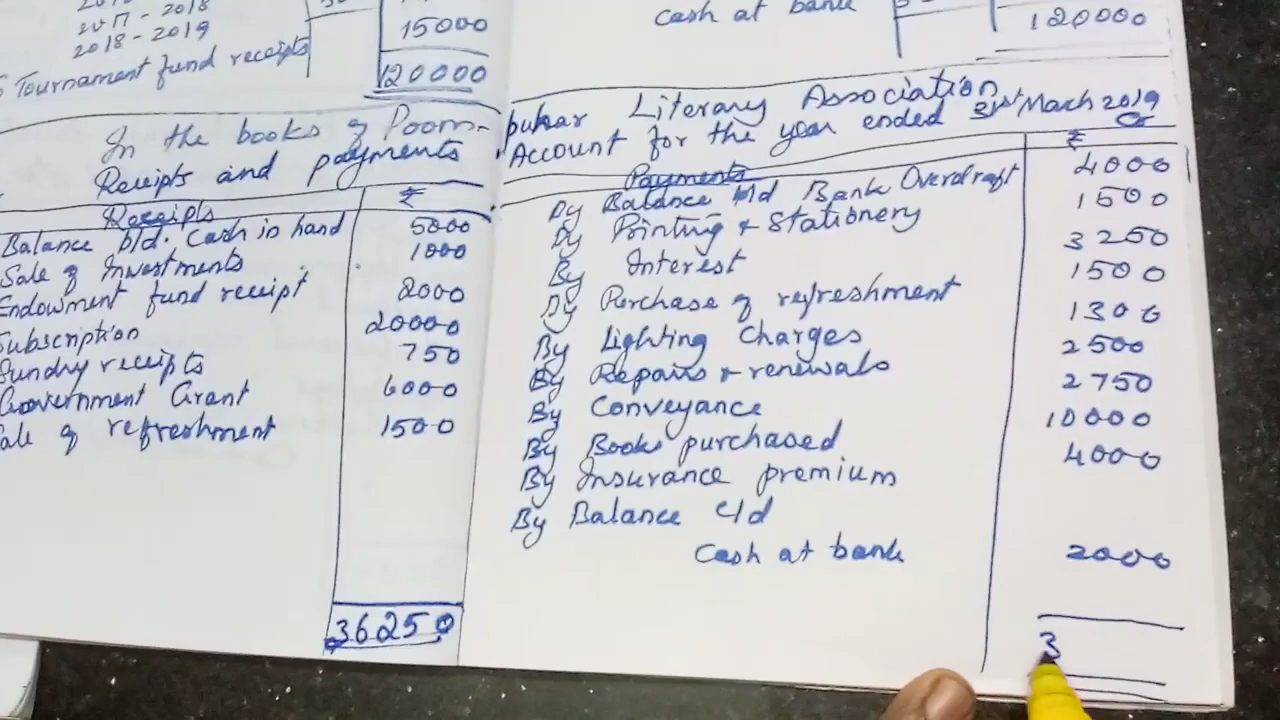 2017 - 2018
2018 - 2019
15000
Tournament fund receipts
120000
Cash at bank
120000
In the books of Poompuhar Literary Association
Receipts and payments Account for the year ended 31st March 2019
Cr
Receipts
₹
Balance b/d. Cash in hand 5000
Sale of Investments 1000
Endowment fund receipt 2000
Subscription 20000
Sundry receipts 750
Government Grant 6000
Sale of refreshment 1500
36250
Payments
₹
By Balance b/d Bank Overdraft 4000
By Printing & Stationery 1500
By Interest 3250
By Purchase of refreshment 1500
By Lighting Charges 1300
By Repairs & renewals 2500
By Conveyance 2750
By Books purchased 10000
By Insurance premium 4000
By Balance c/d
Cash at bank 2000
3